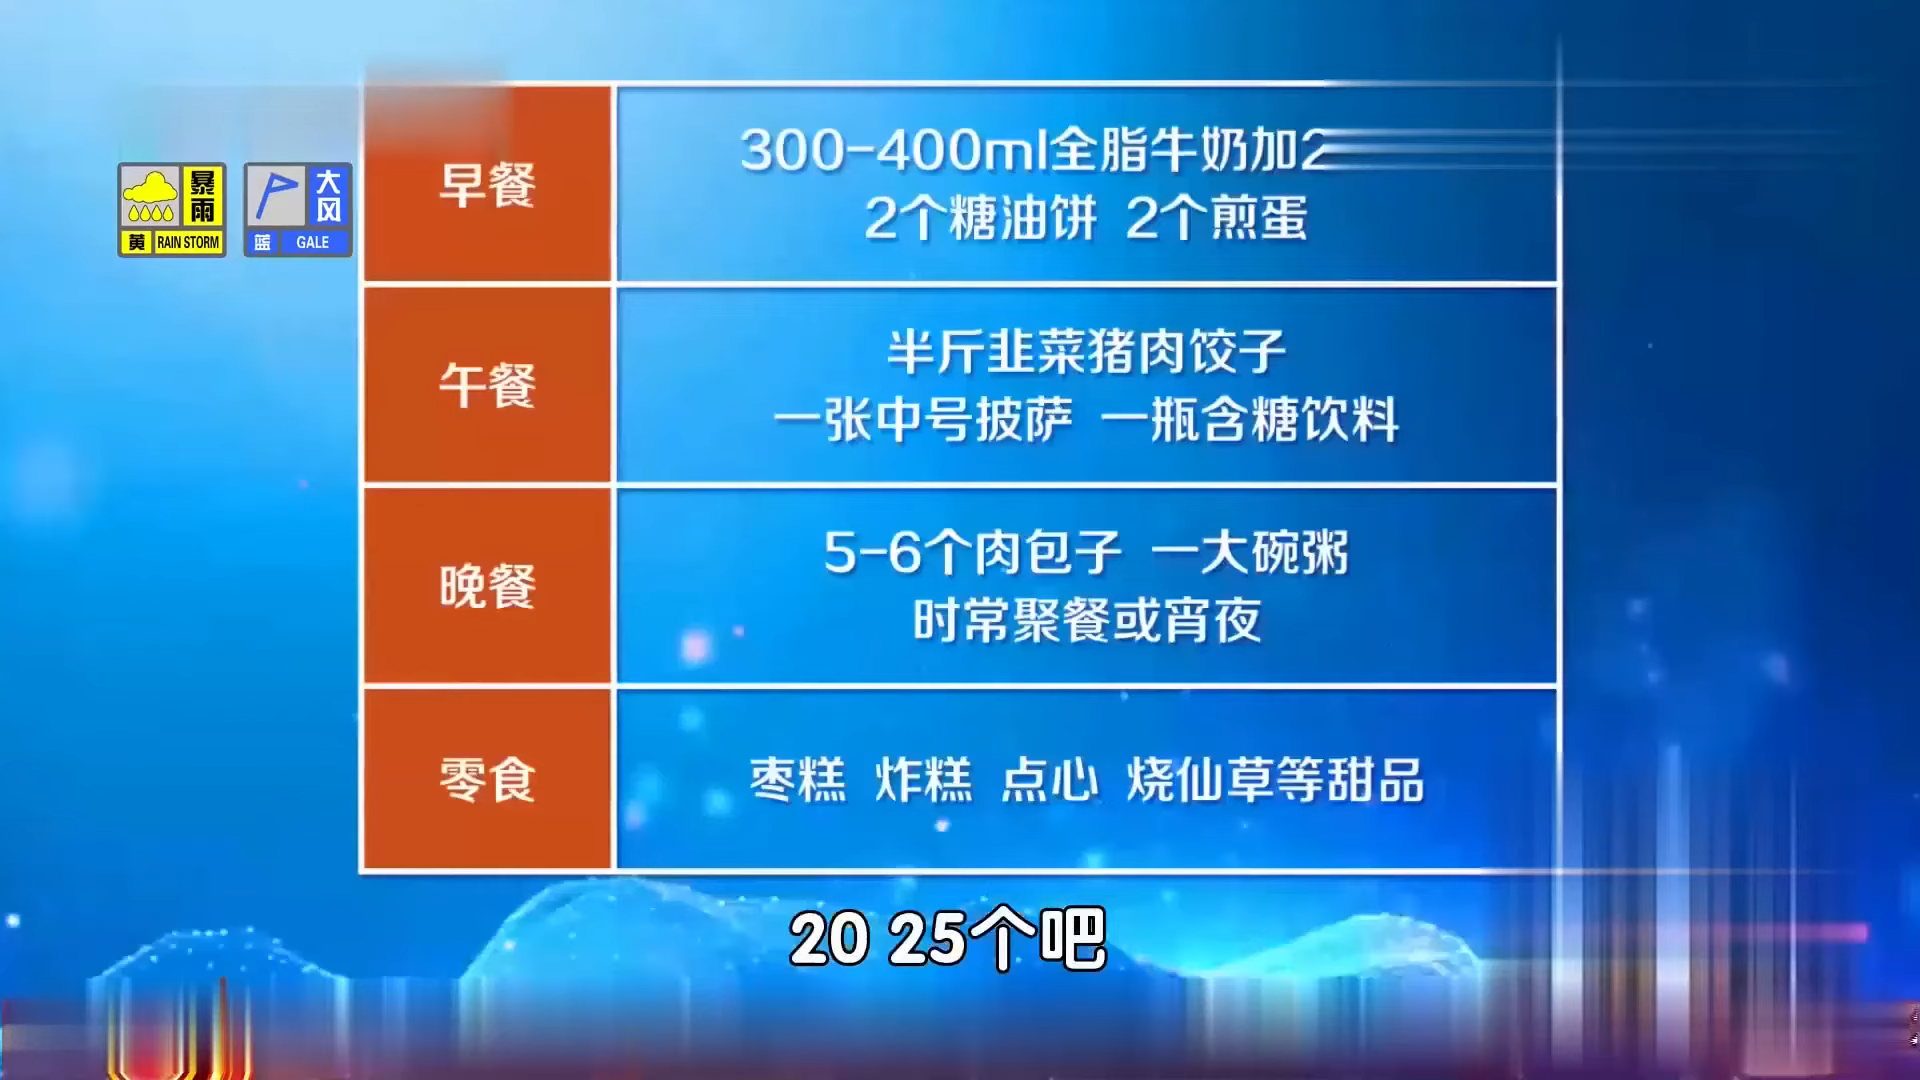 暴雨
黄 RAIN STORM
大风
蓝 GALE
早餐
300-400ml全脂牛奶加2
2个糖油饼 2个煎蛋
午餐
半斤韭菜猪肉饺子
一张中号披萨 一瓶含糖饮料
晚餐
5-6个肉包子 一大碗粥
时常聚餐或宵夜
零食
枣糕 炸糕 点心 烧仙草等甜品
20 25个吧